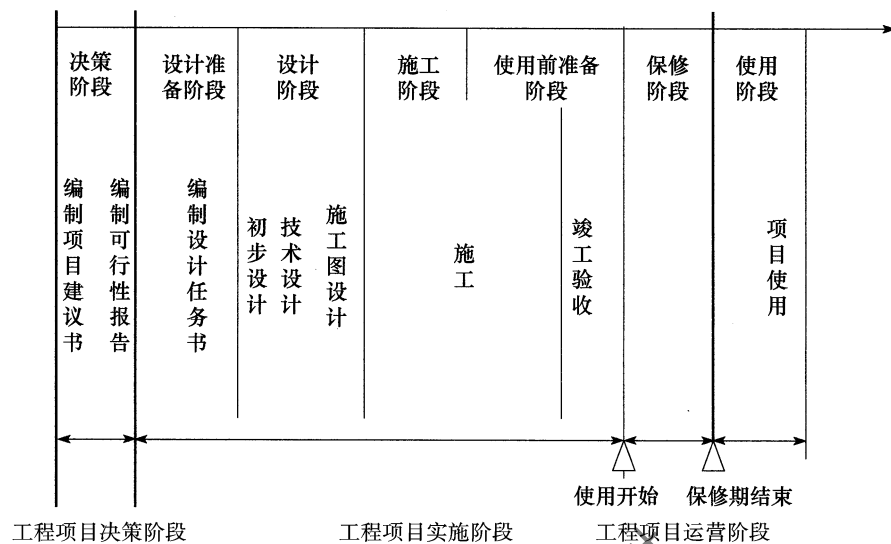 决策
阶段
设计准
备阶段
设计
阶段
施工
阶段
使用前准备
阶段
保修
阶段
使用
阶段
编制项目建议书
编制可行性报告
编制设计任务书
初步设计
技术设计
施工图设计
施工
竣工验收
项目使用
使用开始
保修期结束
工程项目决策阶段
工程项目实施阶段
工程项目运营阶段